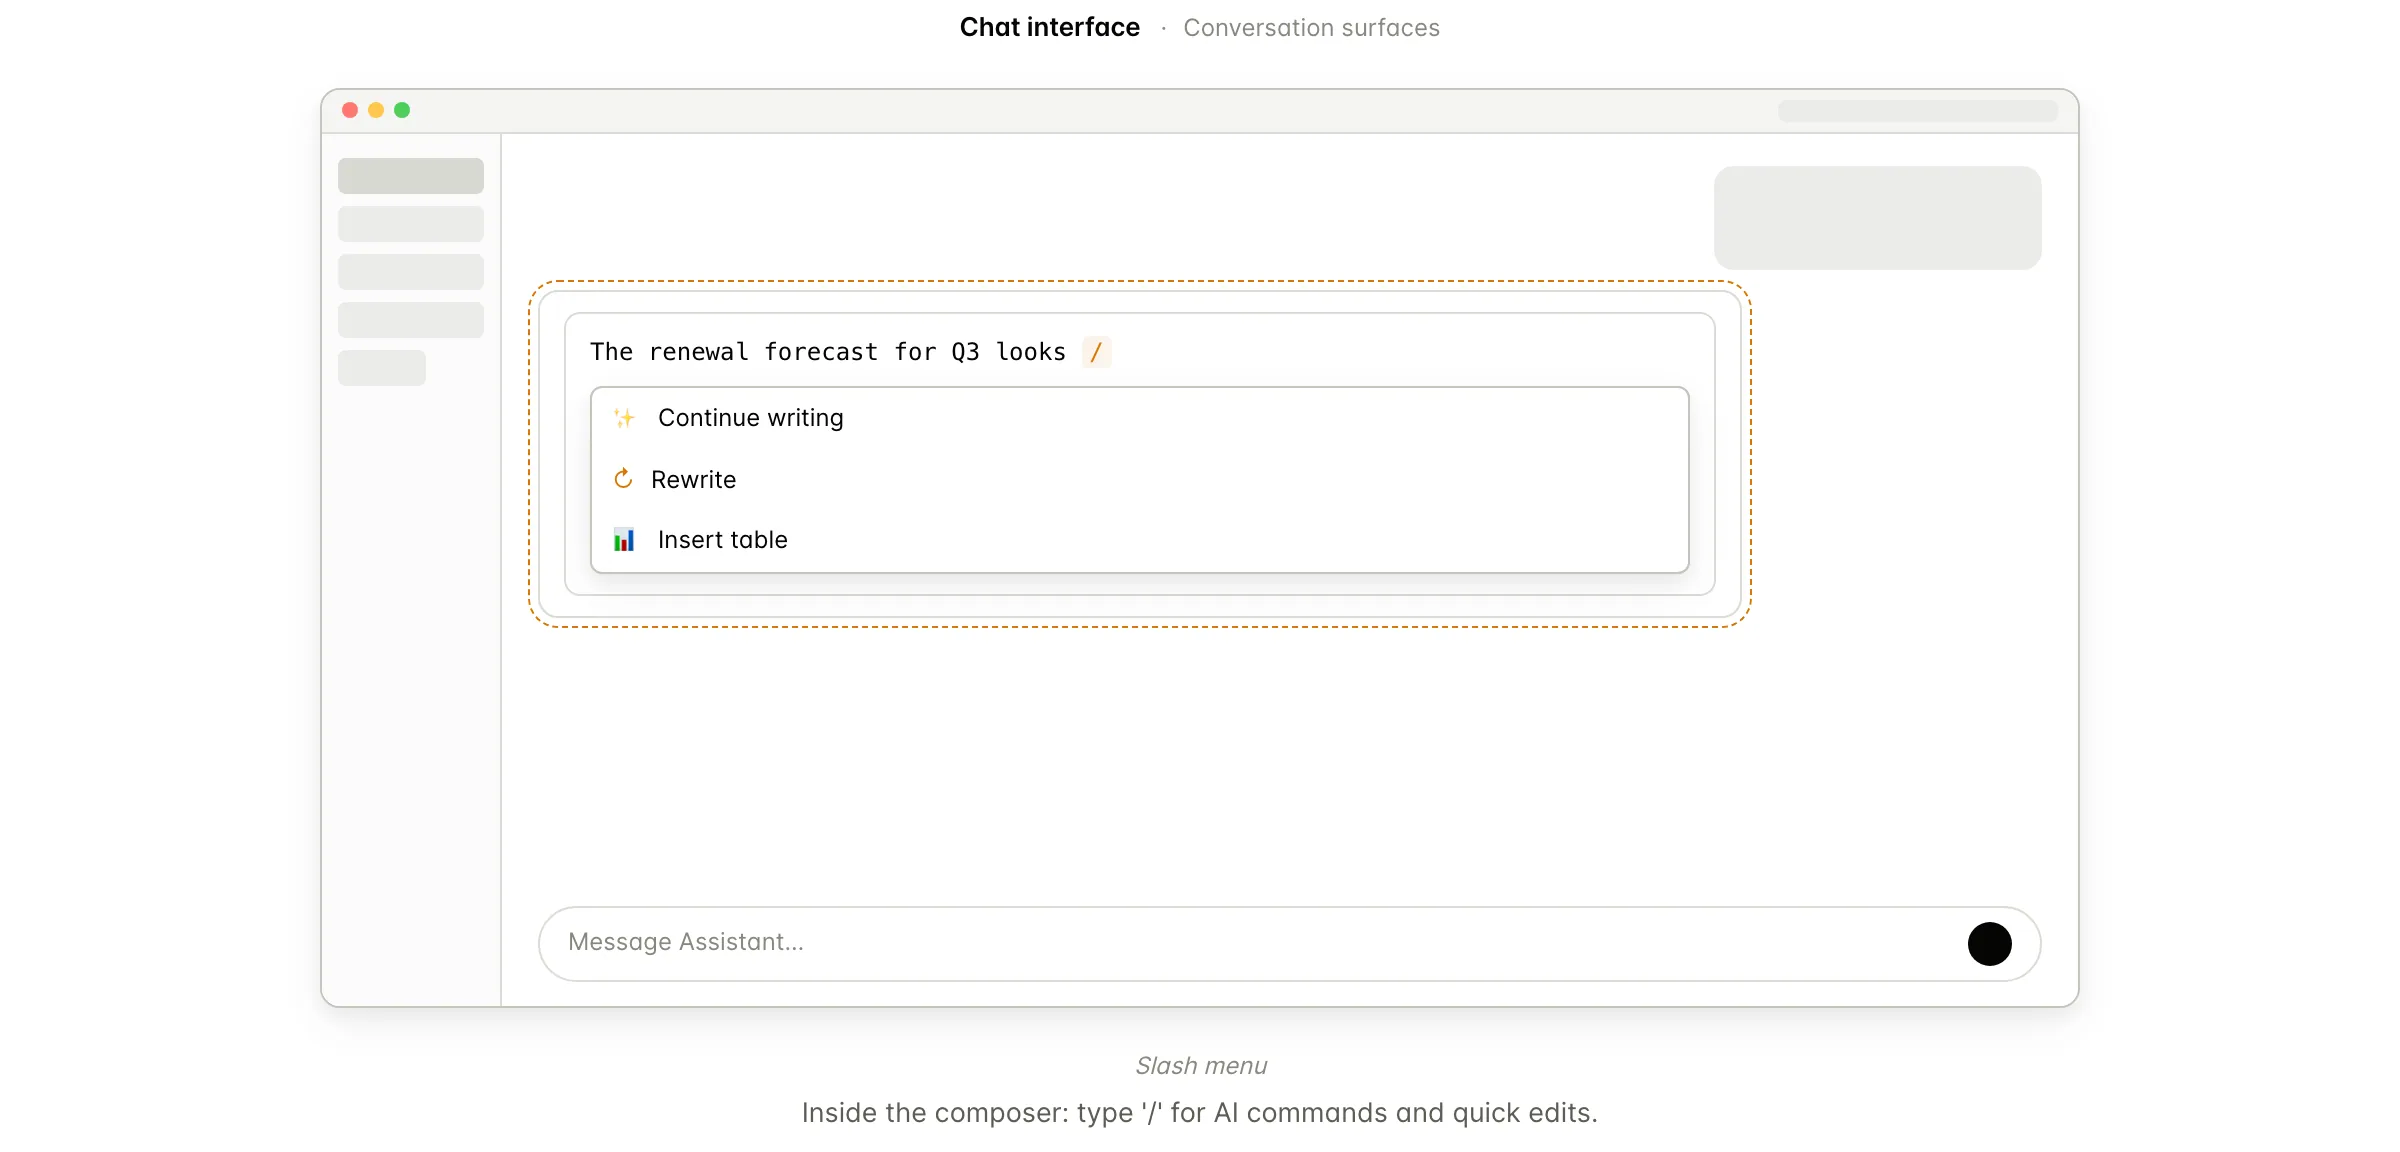 Chat interface · Conversation surfaces
The renewal forecast for Q3 looks /
✨ Continue writing
↻ Rewrite
📊 Insert table
Message Assistant...
Slash menu
Inside the composer: type '/' for AI commands and quick edits.